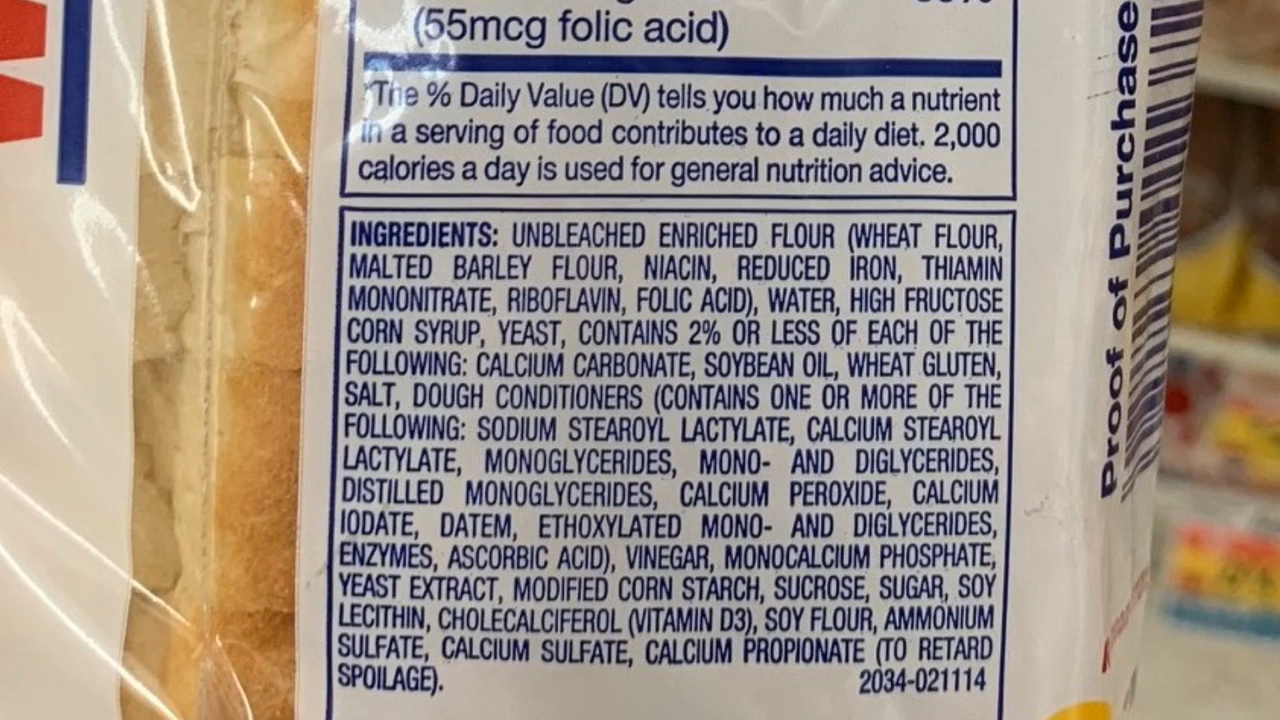 (55mcg folic acid)
*The % Daily Value (DV) tells you how much a nutrient
in a serving of food contributes to a daily diet. 2,000
calories a day is used for general nutrition advice.
INGREDIENTS: UNBLEACHED ENRICHED FLOUR (WHEAT FLOUR,
MALTED BARLEY FLOUR, NIACIN, REDUCED IRON, THIAMIN
MONONITRATE, RIBOFLAVIN, FOLIC ACID), WATER, HIGH FRUCTOSE
CORN SYRUP, YEAST, CONTAINS 2% OR LESS OF EACH OF THE
FOLLOWING: CALCIUM CARBONATE, SOYBEAN OIL, WHEAT GLUTEN,
SALT, DOUGH CONDITIONERS (CONTAINS ONE OR MORE OF THE
FOLLOWING: SODIUM STEAROYL LACTYLATE, CALCIUM STEAROYL
LACTYLATE, MONOGLYCERIDES, MONO- AND DIGLYCERIDES,
DISTILLED MONOGLYCERIDES, CALCIUM PEROXIDE, CALCIUM
IODATE, DATEM, ETHOXYLATED MONO- AND DIGLYCERIDES,
ENZYMES, ASCORBIC ACID), VINEGAR, MONOCALCIUM PHOSPHATE,
YEAST EXTRACT, MODIFIED CORN STARCH, SUCROSE, SUGAR, SOY
LECITHIN, CHOLECALCIFEROL (VITAMIN D3), SOY FLOUR, AMMONIUM
SULFATE, CALCIUM SULFATE, CALCIUM PROPIONATE (TO RETARD
SPOILAGE). 2034-021114
Proof of Purchase